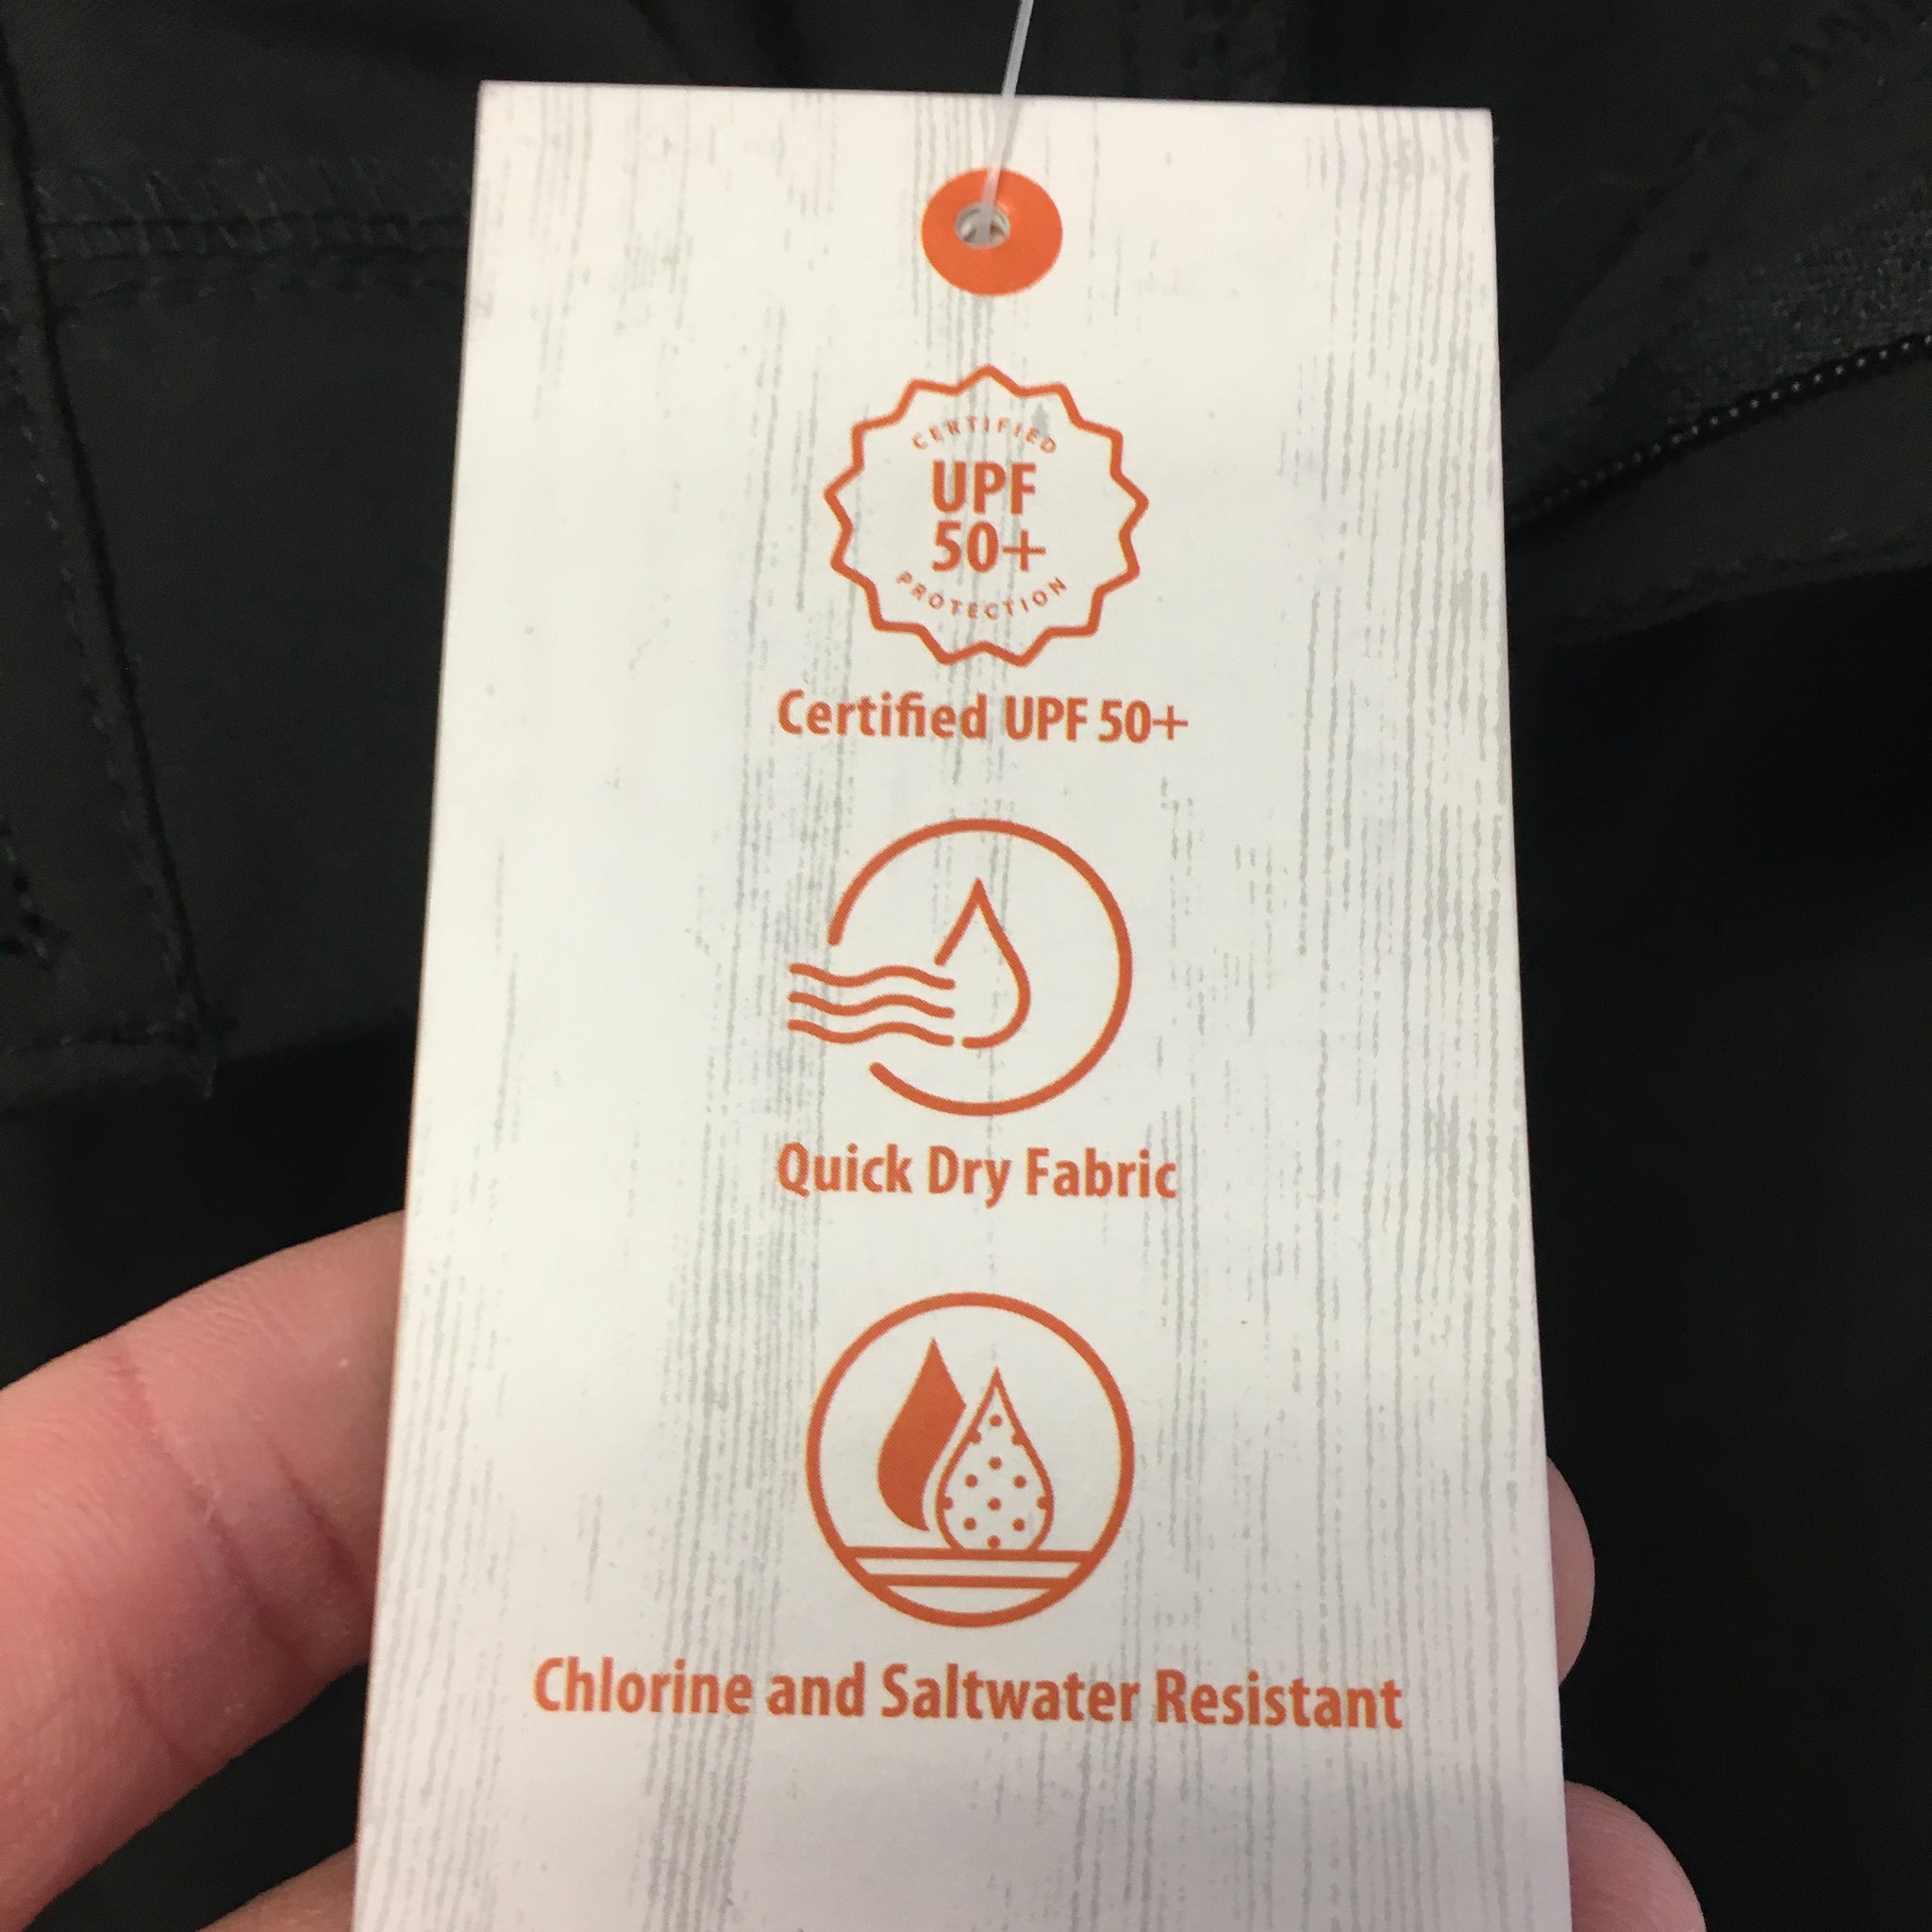 CERTIFIED
UPF
50+
PROTECTION
Certified UPF 50+
Quick Dry Fabric
Chlorine and Saltwater Resistant